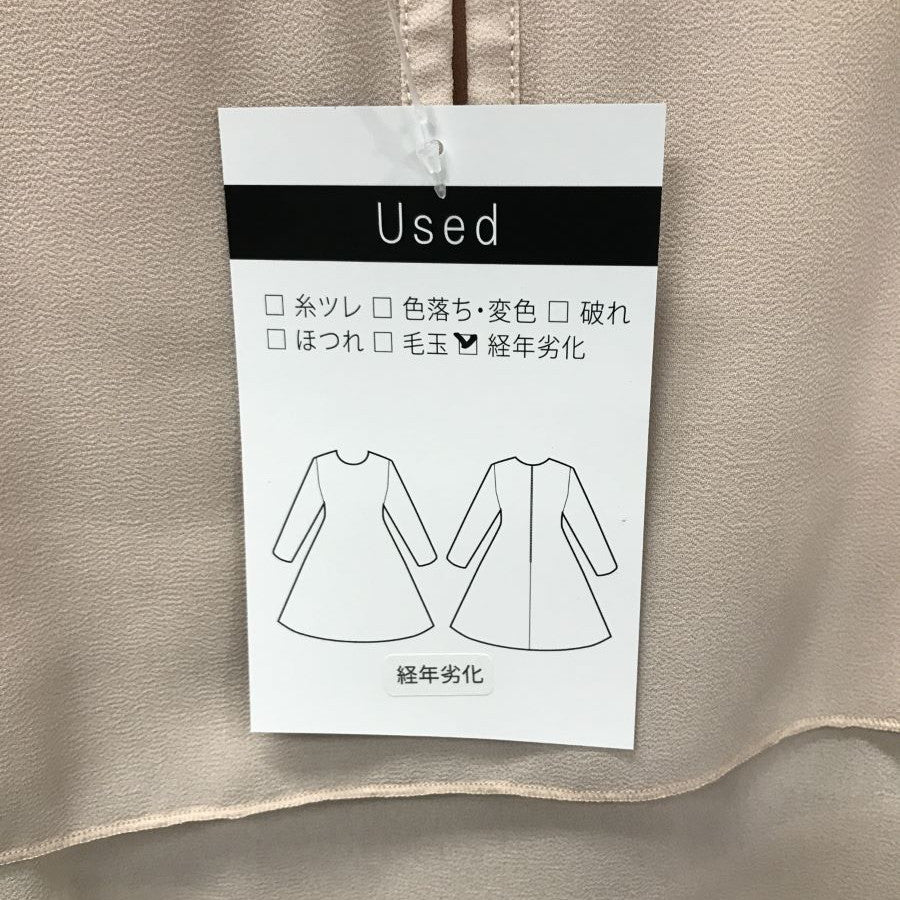 Used
□ 糸ツレ □ 色落ち・変色 □ 破れ
□ ほつれ □ 毛玉 ☑ 経年劣化
経年劣化